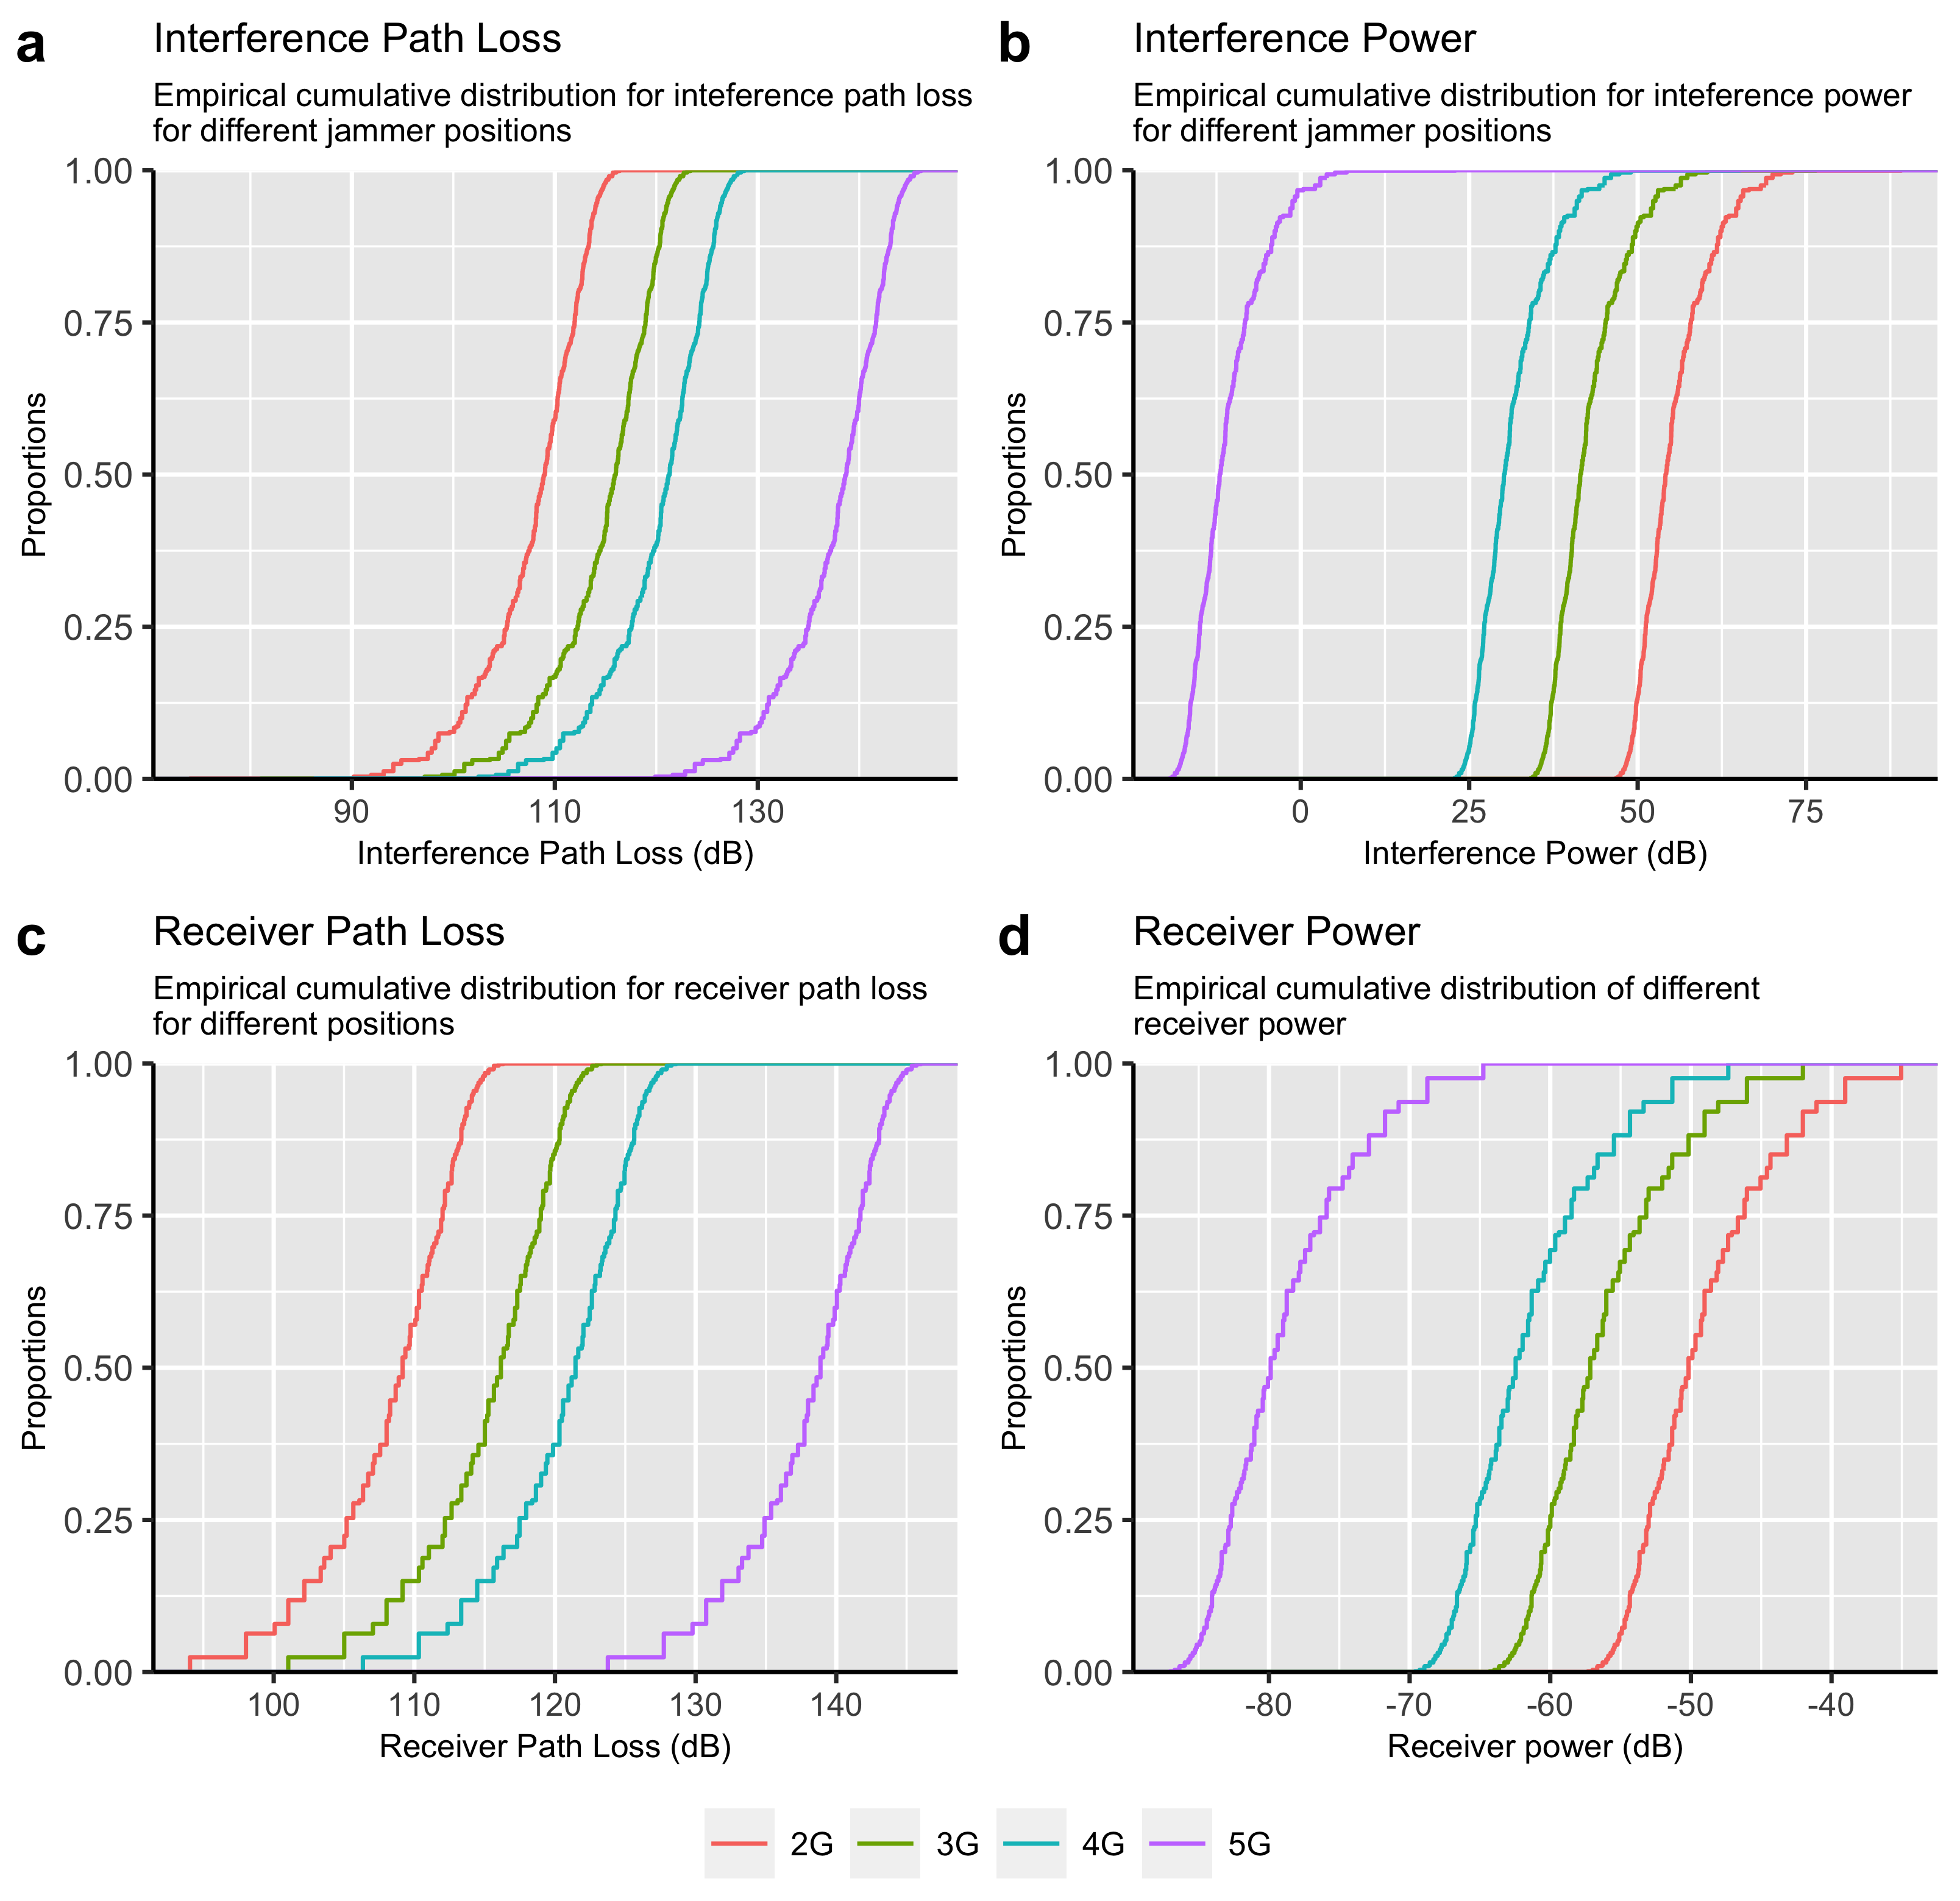 a
Interference Path Loss
Empirical cumulative distribution for inteference path loss
for different jammer positions
1.00
0.75
0.50
0.25
0.00
Proportions
90 110 130
Interference Path Loss (dB)
b
Interference Power
Empirical cumulative distribution for inteference power
for different jammer positions
1.00
0.75
0.50
0.25
0.00
Proportions
0 25 50 75
Interference Power (dB)
c
Receiver Path Loss
Empirical cumulative distribution for receiver path loss
for different positions
1.00
0.75
0.50
0.25
0.00
Proportions
100 110 120 130 140
Receiver Path Loss (dB)
d
Receiver Power
Empirical cumulative distribution of different
receiver power
1.00
0.75
0.50
0.25
0.00
Proportions
-80 -70 -60 -50 -40
Receiver power (dB)
2G 3G 4G 5G